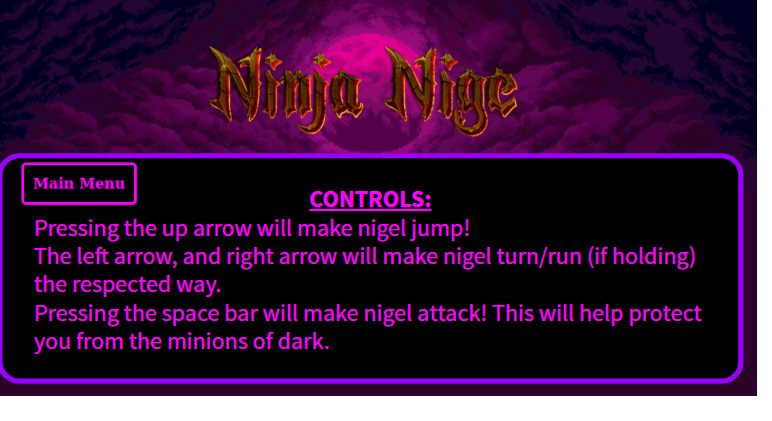 Ninja Nige
Main Menu
CONTROLS:
Pressing the up arrow will make nigel jump!
The left arrow, and right arrow will make nigel turn/run (if holding)
the respected way.
Pressing the space bar will make nigel attack! This will help protect
you from the minions of dark.